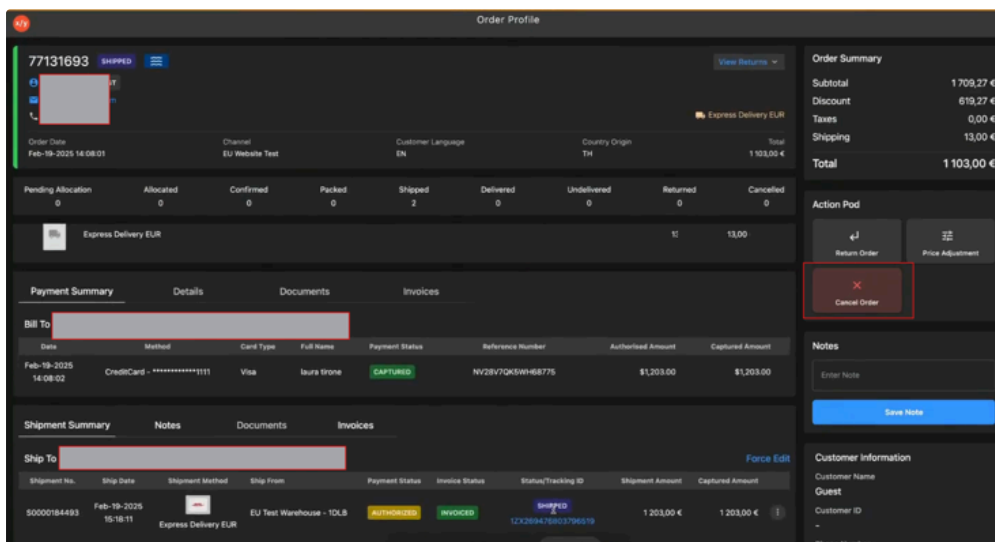 x/y
Order Profile
77131693 SHIPPED
View Returns
Express Delivery EUR
Order Date Channel Customer Language Country Origin Total
Feb-19-2025 14:08:01 EU Website Test EN TH 1 103,00 €
Pending Allocation Allocated Confirmed Packed Shipped Delivered Undelivered Returned Cancelled
0 0 0 0 2 0 0 0 0
Express Delivery EUR 13,00
Payment Summary Details Documents Invoices
Bill To
Date Method Card Type Full Name Payment Status Reference Number Authorised Amount Captured Amount
Feb-19-2025 14:08:02 CreditCard - ************1111 Visa laura tirone CAPTURED NV28V7QK5WH68775 $1,203.00 $1,203.00
Shipment Summary Notes Documents Invoices
Ship To
Force Edit
Shipment No. Ship Date Shipment Method Ship From Payment Status Invoice Status Status/Tracking ID Shipment Amount Captured Amount
S0000184493 Feb-19-2025 15:18:11 Express Delivery EUR EU Test Warehouse - 1DLB AUTHORIZED INVOICED SHIPPED 1ZX289476803796519 1 203,00 € 1 203,00 €
Order Summary
Subtotal 1 709,27 €
Discount 619,27 €
Taxes 0,00 €
Shipping 13,00 €
Total 1 103,00 €
Action Pod
Return Order Price Adjustment
Cancel Order
Notes
Enter Note
Save Note
Customer Information
Customer Name
Guest
Customer ID
-